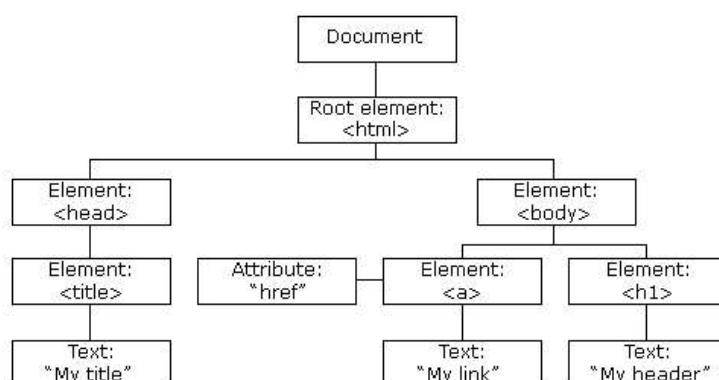 Document
Root element:
<html>
Element:
<head>
Element:
<body>
Element:
<title>
Attribute:
"href"
Element:
<a>
Element:
<h1>
Text:
"My title"
Text:
"My link"
Text:
"My header"